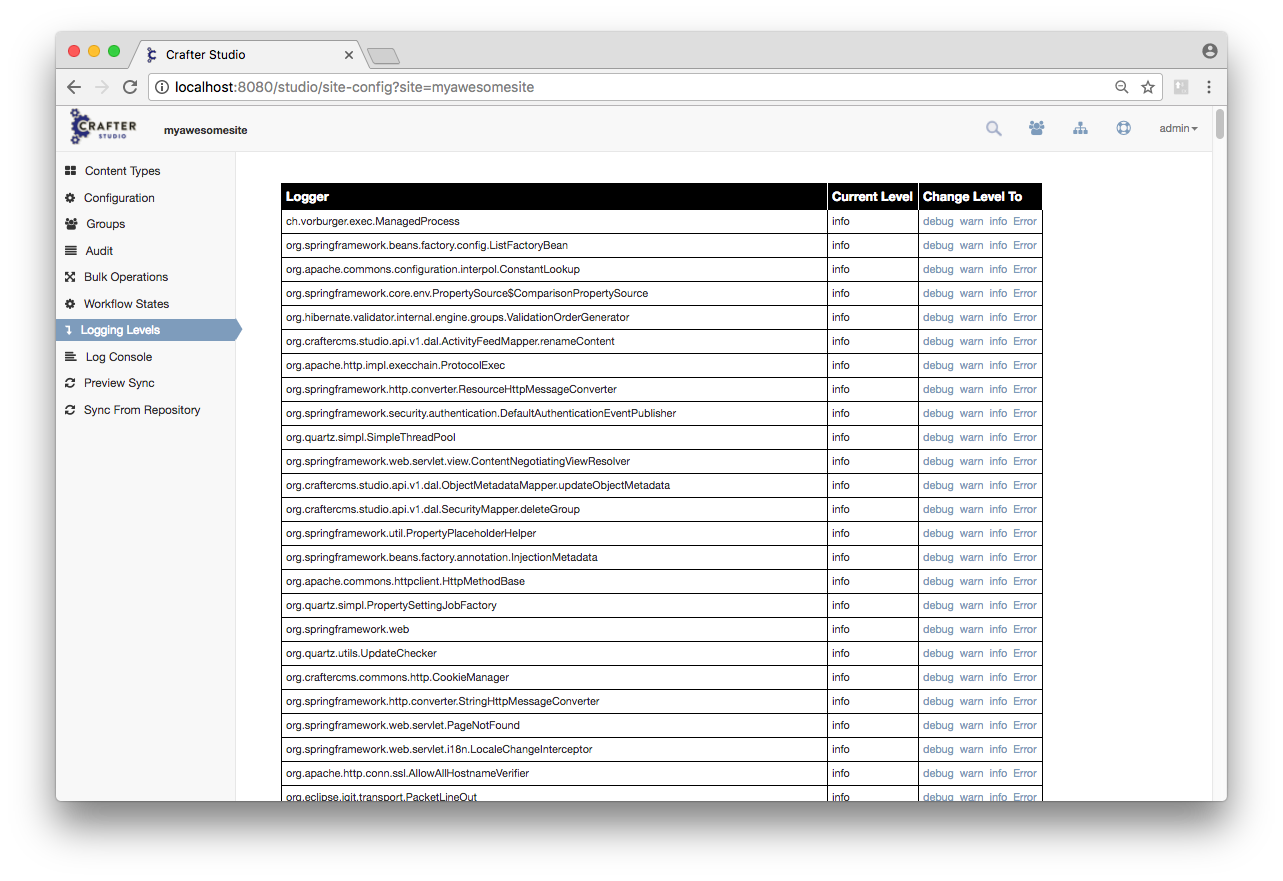 Crafter Studio
localhost:8080/studio/site-config?site=myawesomesite
CRAFTER STUDIO myawesomesite admin
Content Types
Configuration
Groups
Audit
Bulk Operations
Workflow States
Logging Levels
Log Console
Preview Sync
Sync From Repository
Logger Current Level Change Level To
ch.vorburger.exec.ManagedProcess info debug warn info Error
org.springframework.beans.factory.config.ListFactoryBean info debug warn info Error
org.apache.commons.configuration.interpol.ConstantLookup info debug warn info Error
org.springframework.core.env.PropertySource$ComparisonPropertySource info debug warn info Error
org.hibernate.validator.internal.engine.groups.ValidationOrderGenerator info debug warn info Error
org.craftercms.studio.api.v1.dal.ActivityFeedMapper.renameContent info debug warn info Error
org.apache.http.impl.execchain.ProtocolExec info debug warn info Error
org.springframework.http.converter.ResourceHttpMessageConverter info debug warn info Error
org.springframework.security.authentication.DefaultAuthenticationEventPublisher info debug warn info Error
org.quartz.simpl.SimpleThreadPool info debug warn info Error
org.springframework.web.servlet.view.ContentNegotiatingViewResolver info debug warn info Error
org.craftercms.studio.api.v1.dal.ObjectMetadataMapper.updateObjectMetadata info debug warn info Error
org.craftercms.studio.api.v1.dal.SecurityMapper.deleteGroup info debug warn info Error
org.springframework.util.PropertyPlaceholderHelper info debug warn info Error
org.springframework.beans.factory.annotation.InjectionMetadata info debug warn info Error
org.apache.commons.httpclient.HttpMethodBase info debug warn info Error
org.quartz.simpl.PropertySettingJobFactory info debug warn info Error
org.springframework.web info debug warn info Error
org.quartz.utils.UpdateChecker info debug warn info Error
org.craftercms.commons.http.CookieManager info debug warn info Error
org.springframework.http.converter.StringHttpMessageConverter info debug warn info Error
org.springframework.web.servlet.PageNotFound info debug warn info Error
org.springframework.web.servlet.i18n.LocaleChangeInterceptor info debug warn info Error
org.apache.http.conn.ssl.AllowAllHostnameVerifier info debug warn info Error
org.eclipse.jgit.transport.PacketLineOut info debug warn info Error